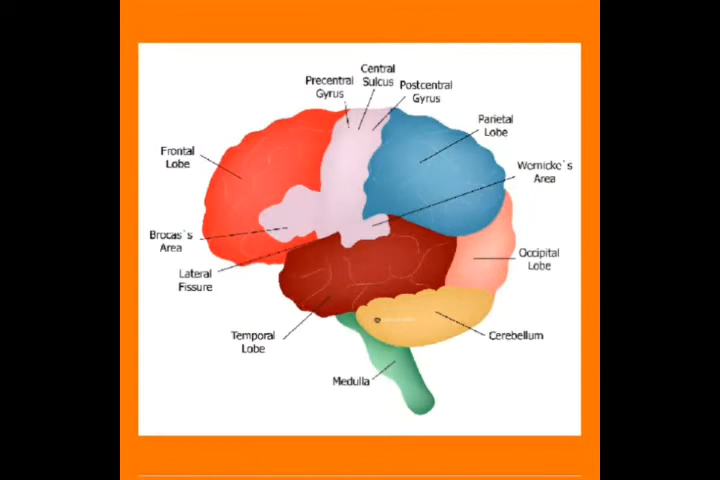 Central
Sulcus
Precentral
Gyrus
Postcentral
Gyrus
Parietal
Lobe
Frontal
Lobe
Wernicke`s
Area
Brocas`s
Area
Occipital
Lobe
Lateral
Fissure
Temporal
Lobe
Cerebellum
Medulla